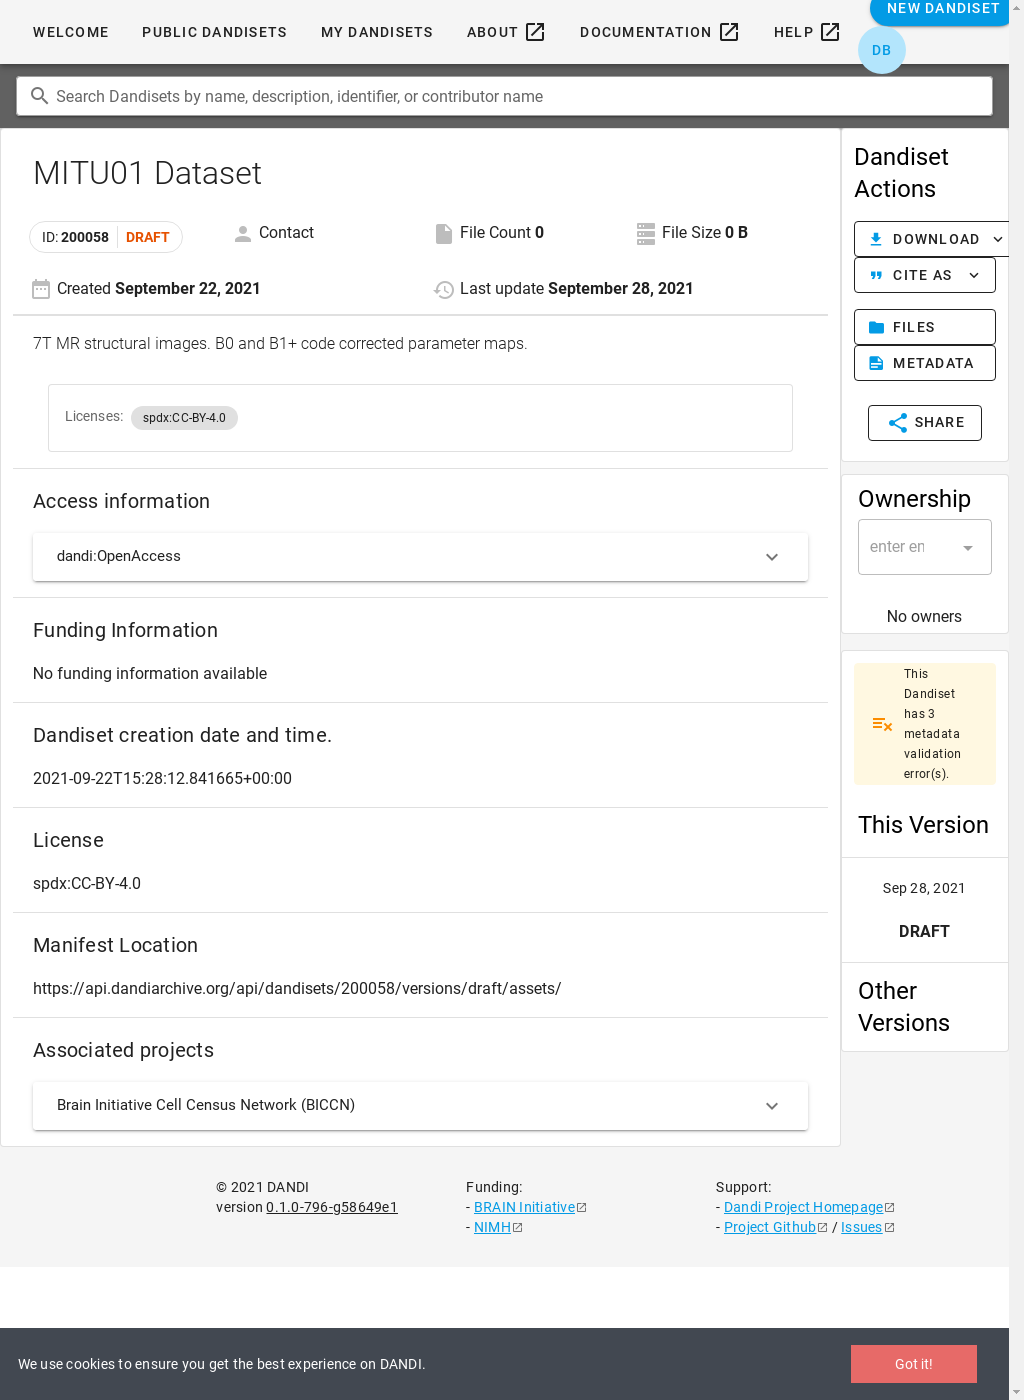 WELCOME PUBLIC DANDISETS MY DANDISETS ABOUT DOCUMENTATION HELP NEW DANDISET
DB
Search Dandisets by name, description, identifier, or contributor name
MITU01 Dataset
ID: 200058 DRAFT Contact File Count 0 File Size 0 B
Created September 22, 2021 Last update September 28, 2021
7T MR structural images. B0 and B1+ code corrected parameter maps.
Licenses: spdx:CC-BY-4.0
Access information
dandi:OpenAccess
Funding Information
No funding information available
Dandiset creation date and time.
2021-09-22T15:28:12.841665+00:00
License
spdx:CC-BY-4.0
Manifest Location
https://api.dandiarchive.org/api/dandisets/200058/versions/draft/assets/
Associated projects
Brain Initiative Cell Census Network (BICCN)
Dandiset
Actions
DOWNLOAD
CITE AS
FILES
METADATA
SHARE
Ownership
enter en
No owners
This
Dandiset
has 3
metadata
validation
error(s).
This Version
Sep 28, 2021
DRAFT
Other
Versions
© 2021 DANDI
version 0.1.0-796-g58649e1
Funding:
- BRAIN Initiative
- NIMH
Support:
- Dandi Project Homepage
- Project Github / Issues
We use cookies to ensure you get the best experience on DANDI.
Got it!